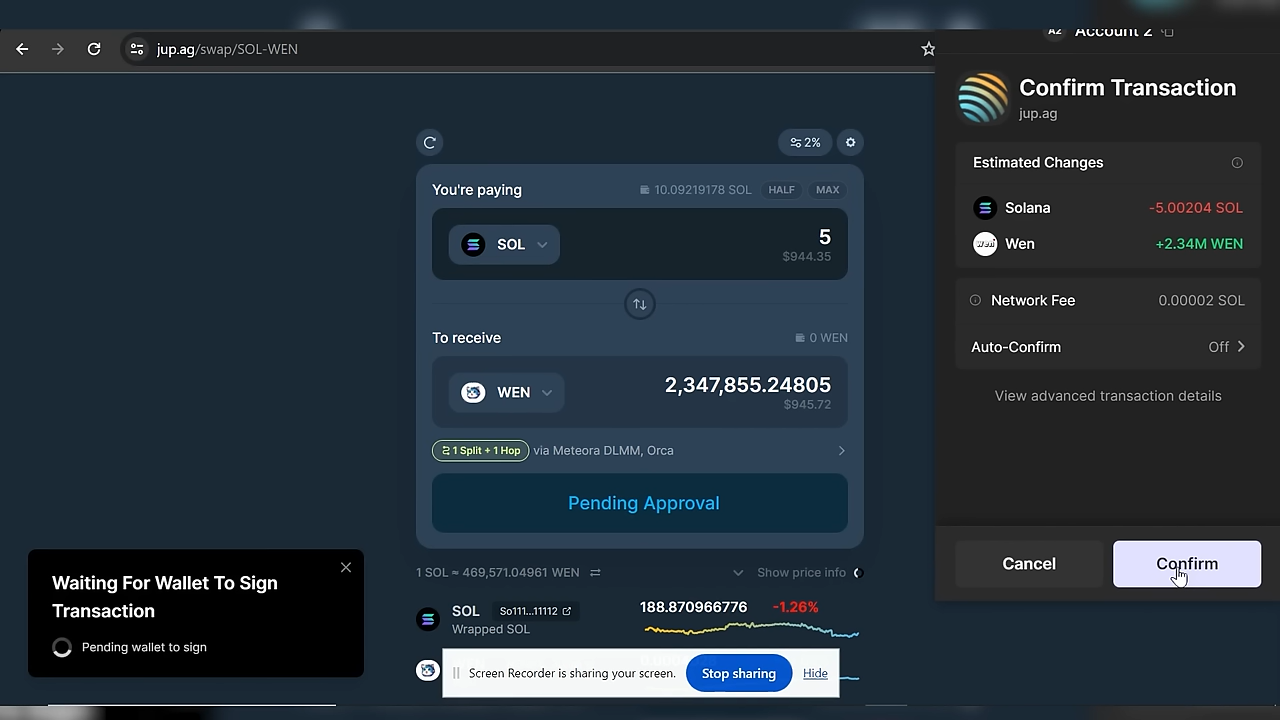 jup.ag/swap/SOL-WEN
2%
You're paying
10.09219178 SOL
HALF
MAX
SOL
5
$944.35
To receive
0 WEN
WEN
2,347,855.24805
$945.72
1 Split + 1 Hop
via Meteora DLMM, Orca
Pending Approval
1 SOL ≈ 469,571.04961 WEN
Show price info
SOL
So111...11112
188.870966776
-1.26%
Wrapped SOL
Screen Recorder is sharing your screen.
Stop sharing
Hide
Waiting For Wallet To Sign
Transaction
Pending wallet to sign
A2
Account 2
Confirm Transaction
jup.ag
Estimated Changes
Solana
-5.00204 SOL
wen
Wen
+2.34M WEN
Network Fee
0.00002 SOL
Auto-Confirm
Off
View advanced transaction details
Cancel
Confirm